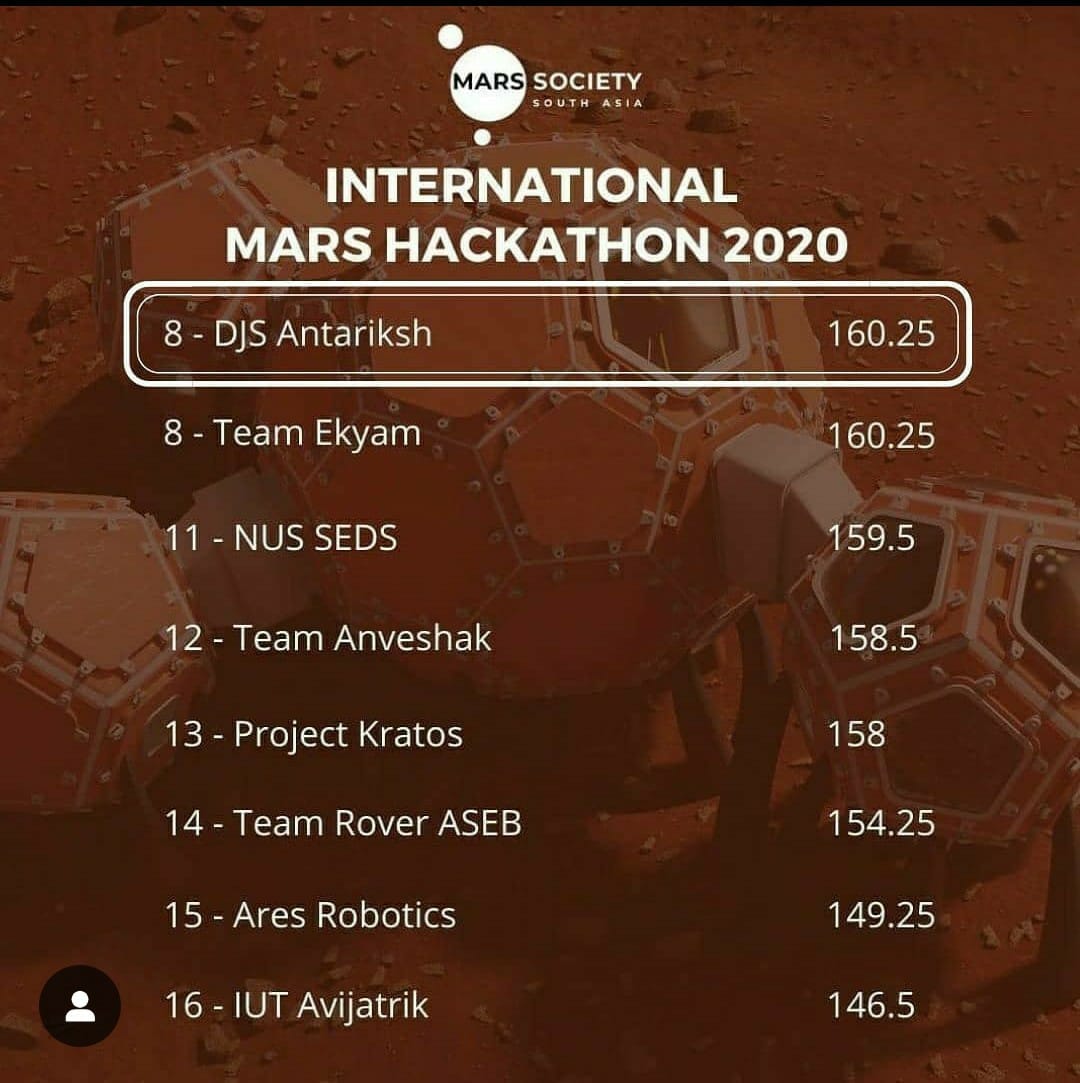 MARS SOCIETY
SOUTH ASIA
INTERNATIONAL
MARS HACKATHON 2020
8 - DJS Antariksh 160.25
8 - Team Ekyam 160.25
11 - NUS SEDS 159.5
12 - Team Anveshak 158.5
13 - Project Kratos 158
14 - Team Rover ASEB 154.25
15 - Ares Robotics 149.25
16 - IUT Avijatrik 146.5